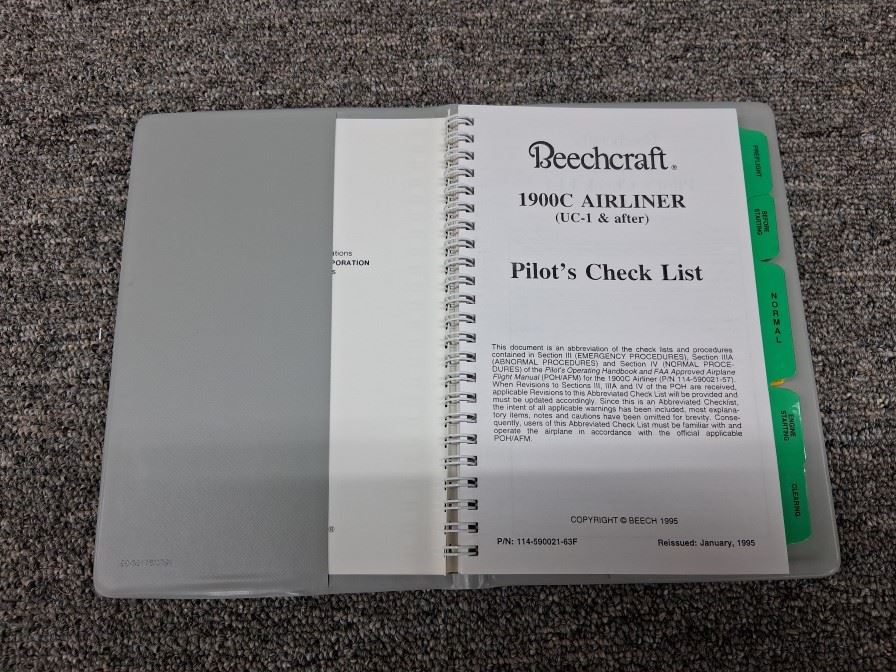 ations
PORATION
s
®
Beechcraft®
1900C AIRLINER
(UC-1 & after)
Pilot's Check List
This document is an abbreviation of the check lists and procedures
contained in Section III (EMERGENCY PROCEDURES), Section IIIA
(ABNORMAL PROCEDURES) and Section IV (NORMAL PROCE-
DURES) of the Pilot's Operating Handbook and FAA Approved Airplane
Flight Manual (POH/AFM) for the 1900C Airliner (P/N 114-590021-57).
When Revisions to Sections III, IIIA and IV of the POH are received,
applicable Revisions to this Abbreviated Check List will be provided and
must be updated accordingly. Since this is an Abbreviated Checklist,
the intent of all applicable warnings has been included, most explana-
tory items, notes and cautions have been omitted for brevity. Conse-
quently, users of this Abbreviated Check List must be familiar with and
operate the airplane in accordance with the official applicable
POH/AFM.
COPYRIGHT © BEECH 1995
P/N: 114-590021-63F Reissued: January, 1995
PREFLIGHT
BEFORE
STARTING
NORMAL
ENGINE
STARTING
CLEARING